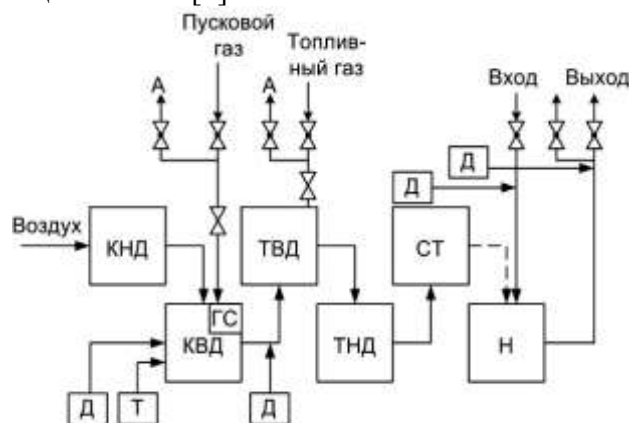 Пусковой
газ
Топлив-
ный газ
А
А
Вход
Выход
Д
Д
Воздух
КНД
ТВД
СТ
ГС
КВД
ТНД
Н
Д
Т
Д